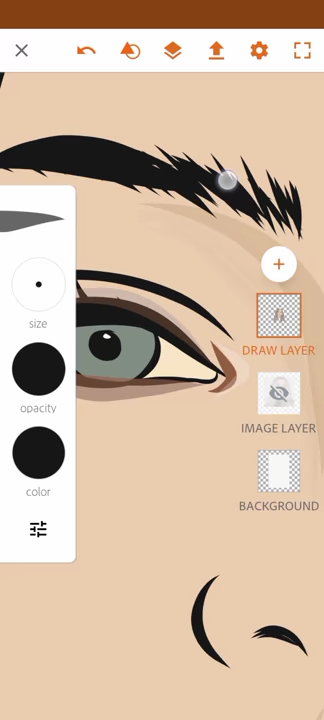 size
opacity
color
DRAW LAYER
IMAGE LAYER
BACKGROUND